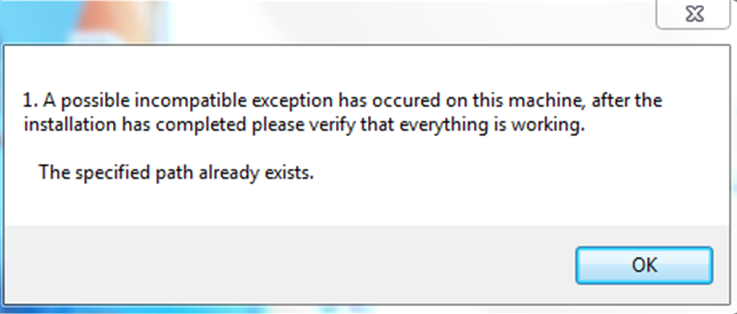 1. A possible incompatible exception has occured on this machine, after the
installation has completed please verify that everything is working.
The specified path already exists.
OK